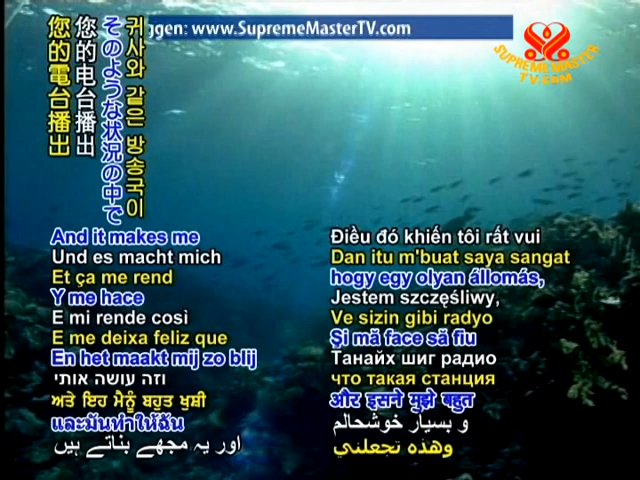 ggen: www.SupremeMasterTV.com
SUPREME MASTER
TV FRM
귀사와 같은 방송국이
そのような状況の中で
您的电台播出
您的電台播出
And it makes me
Und es macht mich
Et ça me rend
Y me hace
E mi rende così
E me deixa feliz que
En het maakt mij zo blij
וזה עושה אותי
ਅਤੇ ਇਹ ਮੈਨੂੰ ਬਹੁਤ ਖੁਸ਼ੀ
และมันทำให้ฉัน
اور یہ مجھے بناتے ہیں
Điều đó khiến tôi rất vui
Dan itu m'buat saya sangat
hogy egy olyan állomás,
Jestem szczęśliwy,
Ve sizin gibi radyo
Şi mă face să fiu
Танайх шиг радио
что такая станция
और इसने मुझे बहुत
و بسیار خوشحالم
وهذه تجعلني